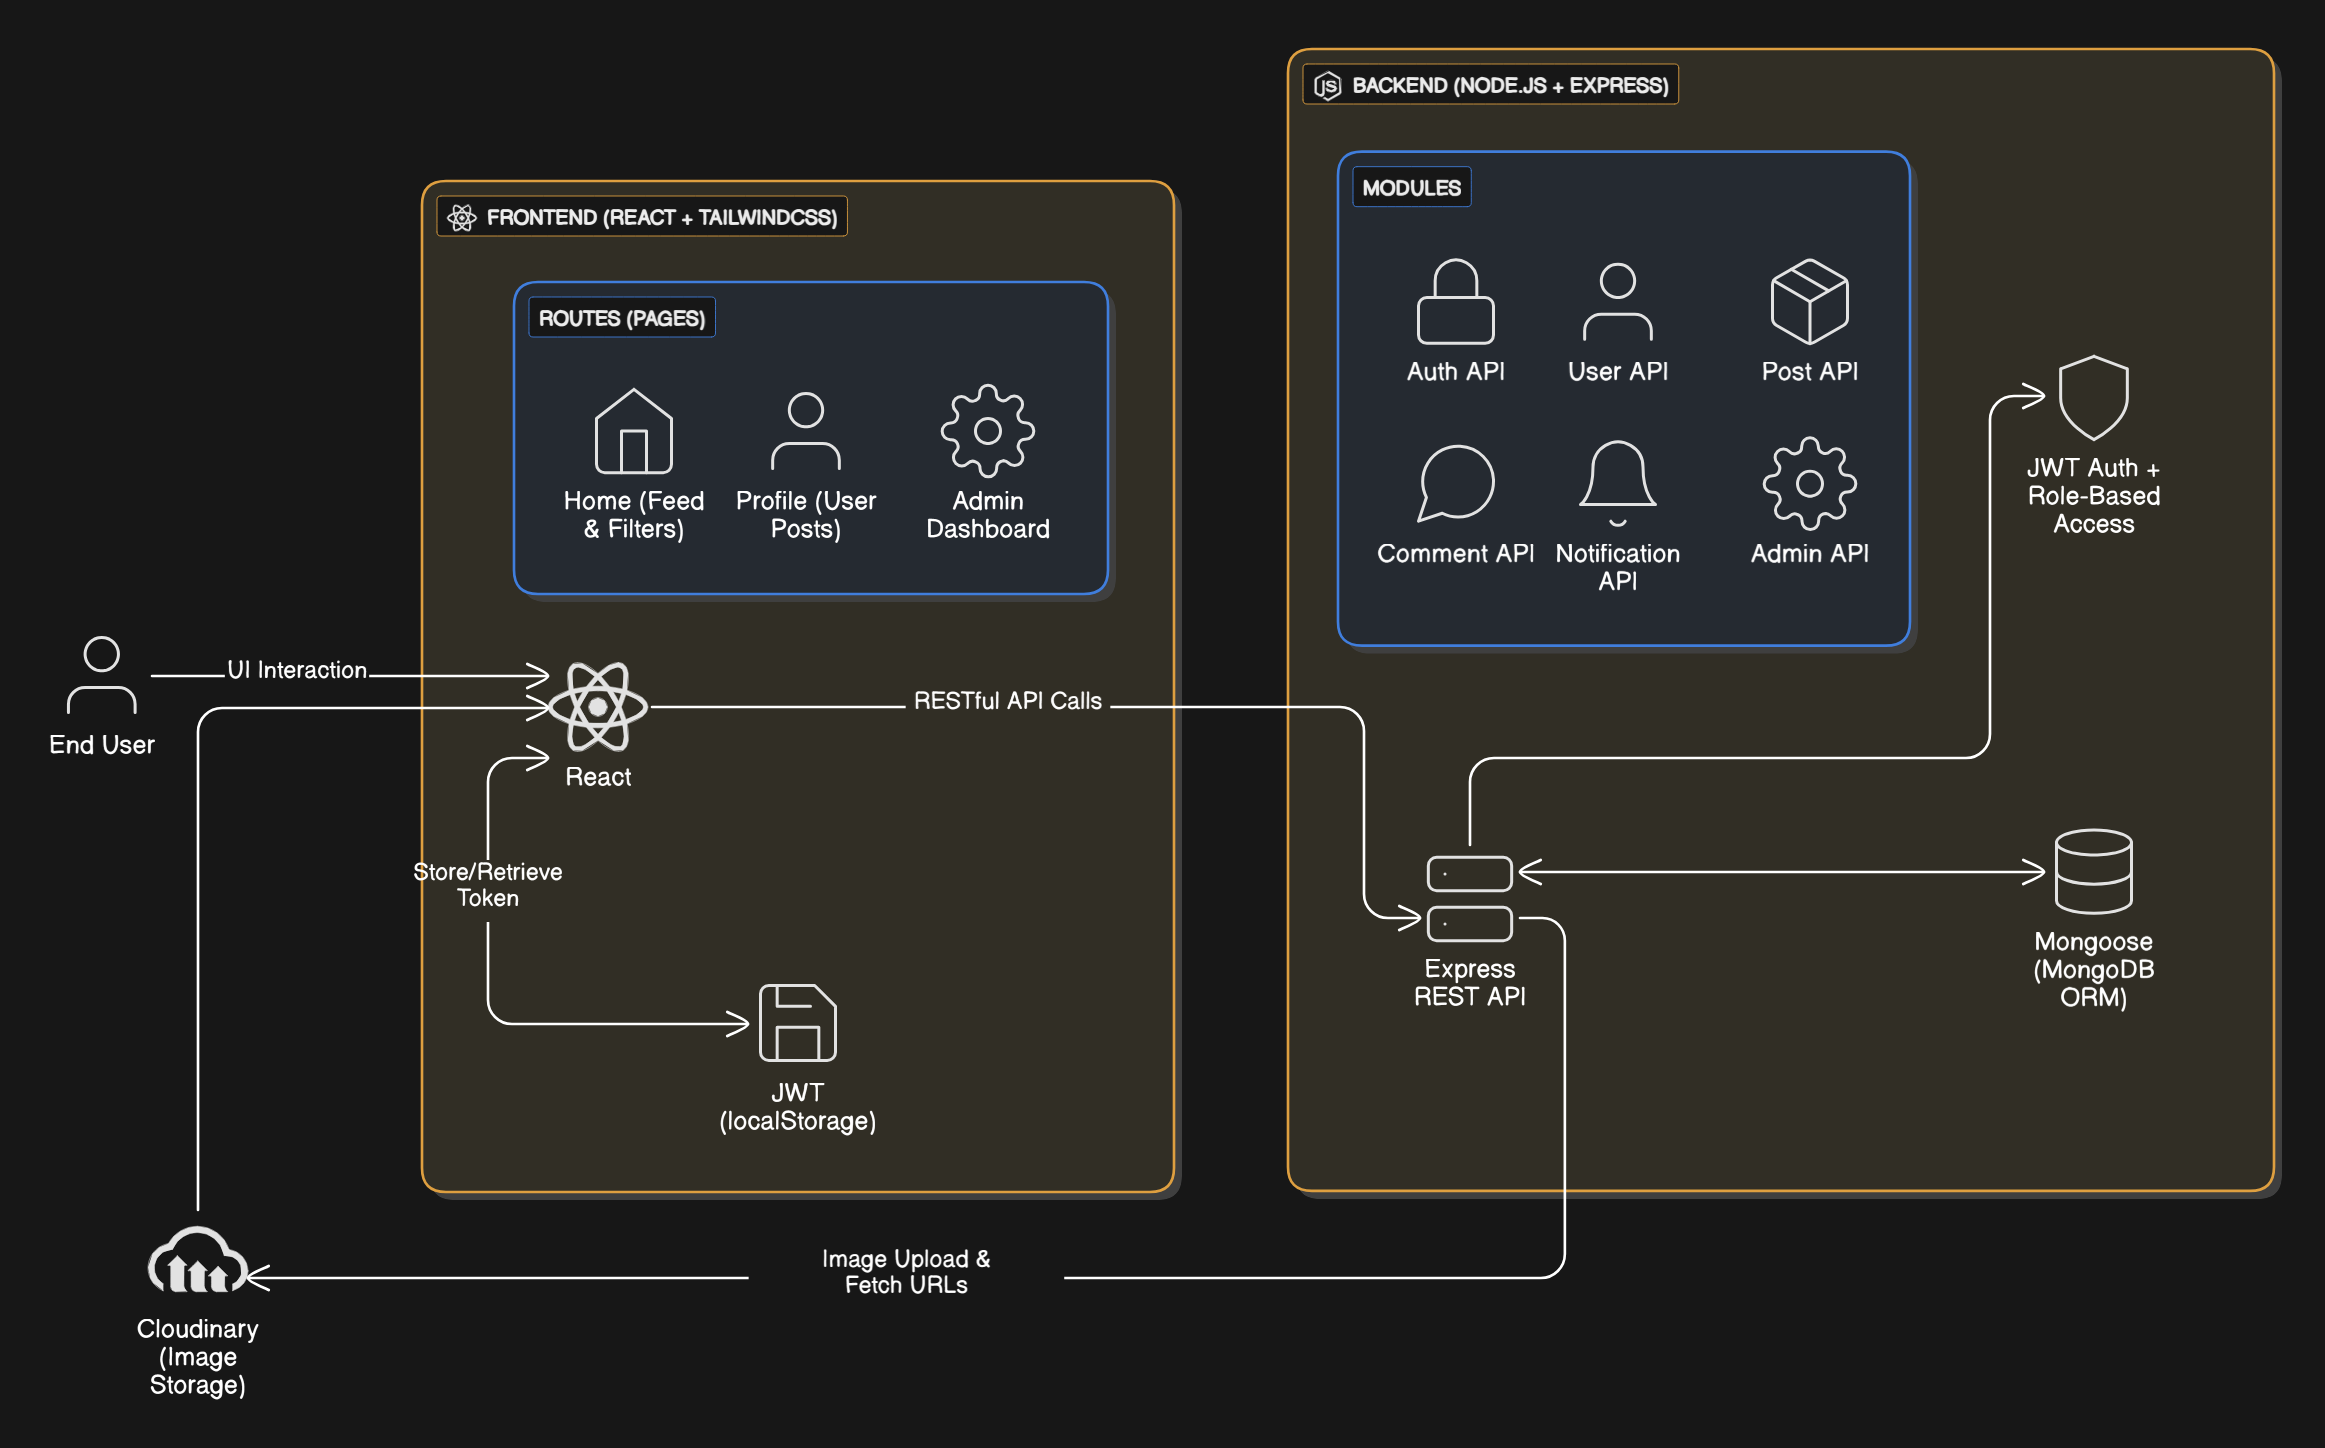 BACKEND (NODE.JS + EXPRESS)
MODULES
Auth API
User API
Post API
Comment API
Notification
API
Admin API
JWT Auth +
Role-Based
Access
FRONTEND (REACT + TAILWINDCSS)
ROUTES (PAGES)
Home (Feed
& Filters)
Profile (User
Posts)
Admin
Dashboard
End User
UI Interaction
React
RESTful API Calls
Store/Retrieve
Token
JWT
(localStorage)
Express
REST API
Mongoose
(MongoDB
ORM)
Image Upload &
Fetch URLs
Cloudinary
(Image
Storage)
JS